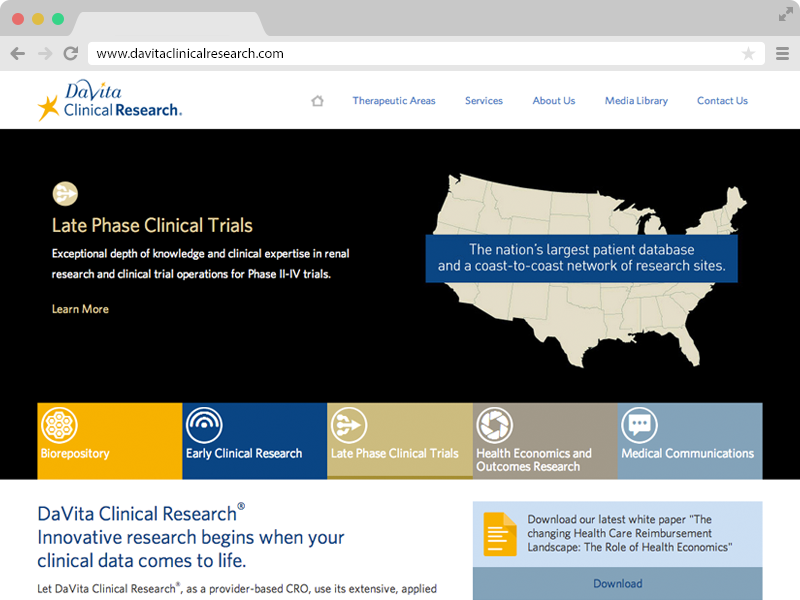 www.davitaclinicalresearch.com
DaVita
Clinical Research.
Therapeutic Areas Services About Us Media Library Contact Us
Late Phase Clinical Trials
Exceptional depth of knowledge and clinical expertise in renal
research and clinical trial operations for Phase II-IV trials.
Learn More
The nation's largest patient database
and a coast-to-coast network of research sites.
Biorepository
Early Clinical Research
Late Phase Clinical Trials
Health Economics and
Outcomes Research
Medical Communications
DaVita Clinical Research®
Innovative research begins when your
clinical data comes to life.
Let DaVita Clinical Research®, as a provider-based CRO, use its extensive, applied
Download our latest white paper "The
changing Health Care Reimbursement
Landscape: The Role of Health Economics"
Download